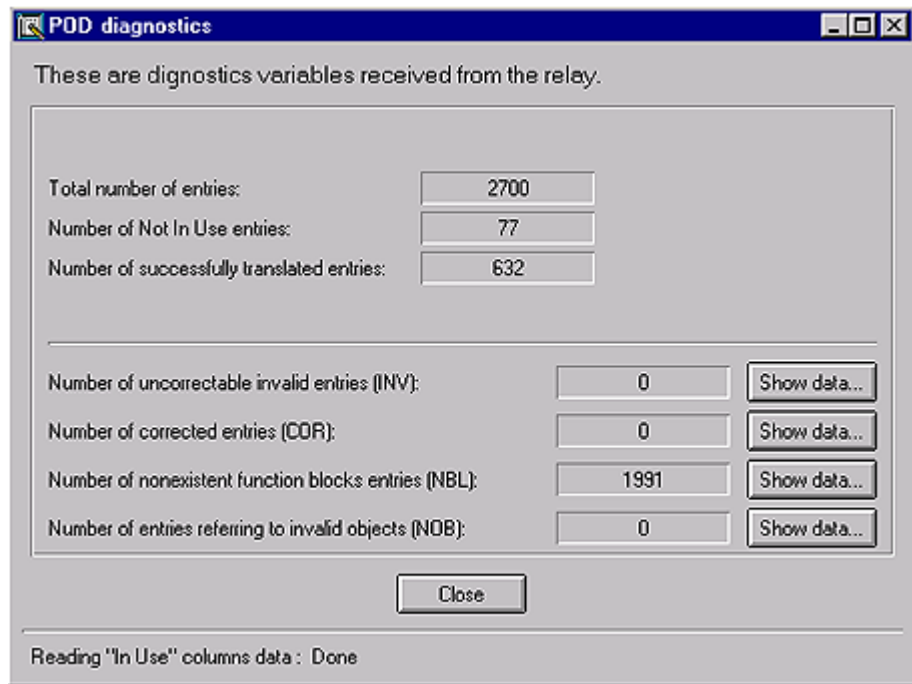 POD diagnostics
These are dignostics variables received from the relay.
Total number of entries: 2700
Number of Not In Use entries: 77
Number of successfully translated entries: 632
Number of uncorrectable invalid entries (INV): 0 Show data...
Number of corrected entries (COR): 0 Show data...
Number of nonexistent function blocks entries (NBL): 1991 Show data...
Number of entries referring to invalid objects (NOB): 0 Show data...
Close
Reading "In Use" columns data : Done